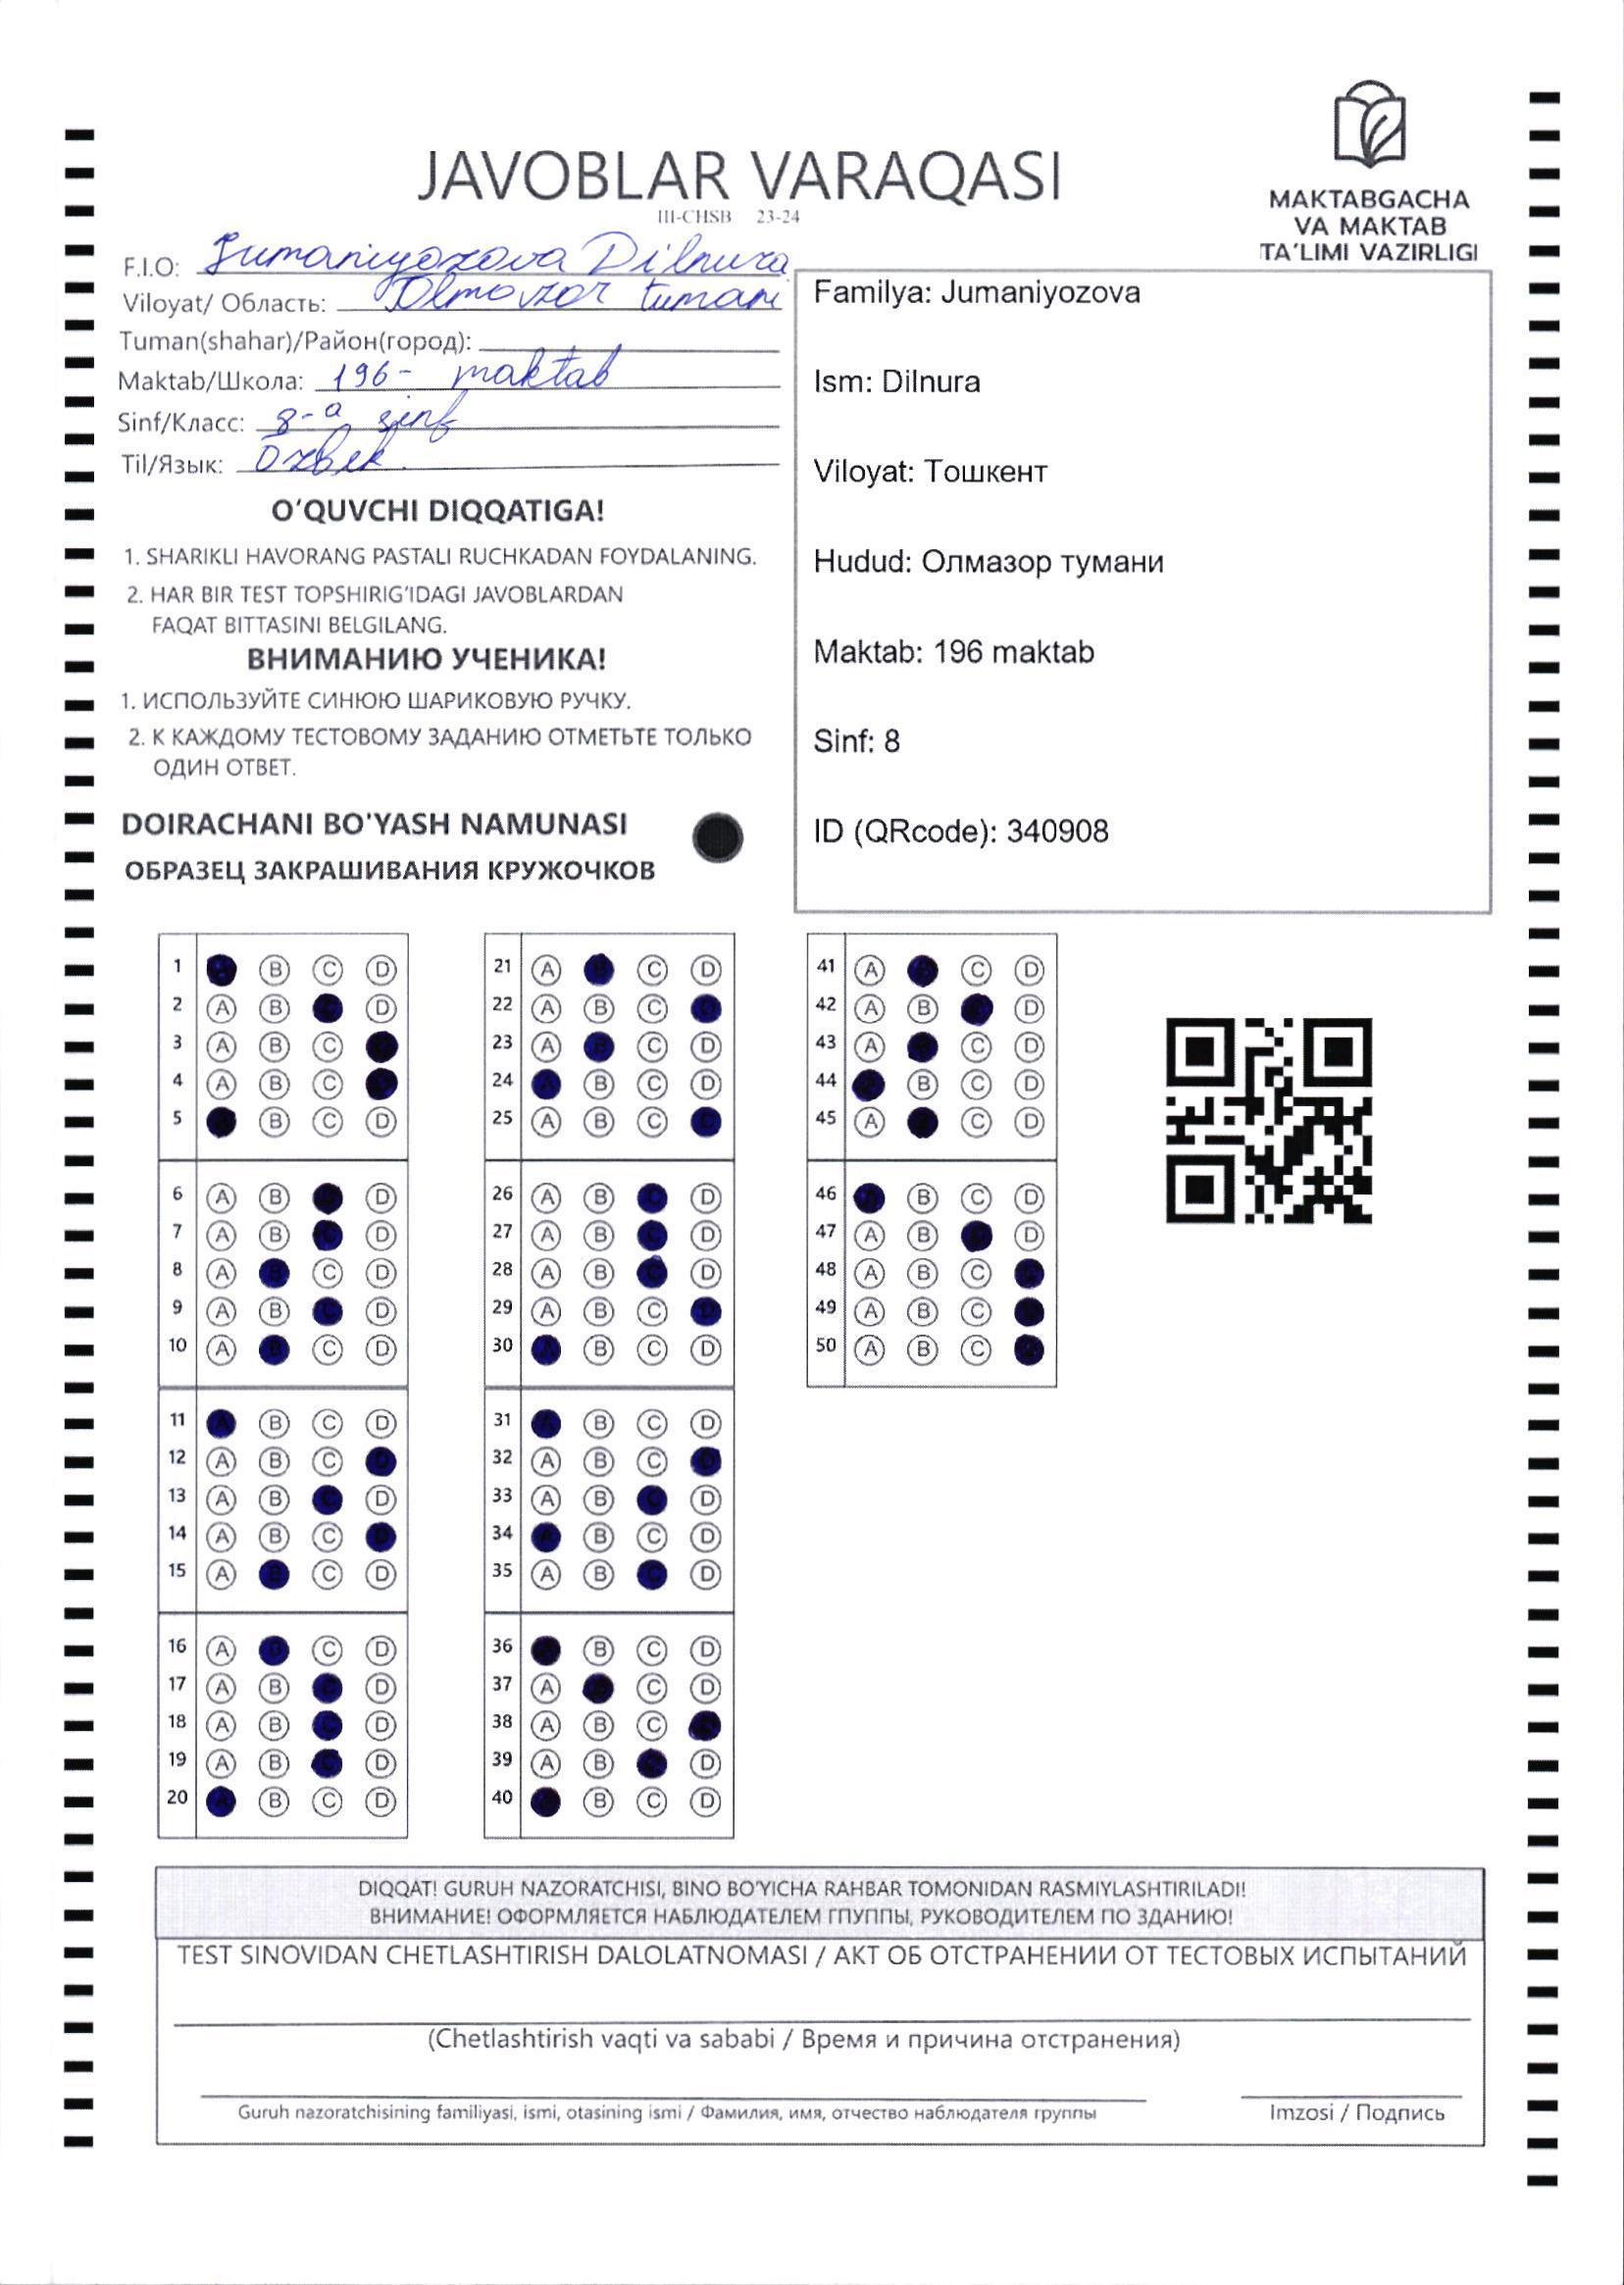 MAKTABGACHA
VA MAKTAB
TA'LIMI VAZIRLIGI
JAVOBLAR VARAQASI
III-CHSB 23-24
F.I.O: Jumaniyozova Dilnura
Viloyat/ Область: Olmazor tumani
Tuman(shahar)/Район(город):
Maktab/Школа: 196- maktab
Sinf/Класс: 8-a sinf
Til/Язык: Ozbek.
O'QUVCHI DIQQATIGA!
1. SHARIKLI HAVORANG PASTALI RUCHKADAN FOYDALANING.
2. HAR BIR TEST TOPSHIRIG'IDAGI JAVOBLARDAN
FAQAT BITTASINI BELGILANG.
ВНИМАНИЮ УЧЕНИКА!
1. ИСПОЛЬЗУЙТЕ СИНЮЮ ШАРИКОВУЮ РУЧКУ.
2. К КАЖДОМУ ТЕСТОВОМУ ЗАДАНИЮ ОТМЕТЬТЕ ТОЛЬКО
ОДИН ОТВЕТ.
DOIRACHANI BO'YASH NAMUNASI
ОБРАЗЕЦ ЗАКРАШИВАНИЯ КРУЖОЧКОВ
Familya: Jumaniyozova
Ism: Dilnura
Viloyat: Тошкент
Hudud: Олмазор тумани
Maktab: 196 maktab
Sinf: 8
ID (QRcode): 340908
1 B C D
2 A B D
3 A B C
4 A B C
5 B C D
6 A B D
7 A B D
8 A C D
9 A B D
10 A C D
11 B C D
12 A B C
13 A B D
14 A B C
15 A C D
16 A C D
17 A B D
18 A B D
19 A B D
20 B C D
21 A C D
22 A B C
23 A C D
24 B C D
25 A B C
26 A B D
27 A B D
28 A B D
29 A B C
30 B C D
31 B C D
32 A B C
33 A B D
34 B C D
35 A B D
36 B C D
37 A C D
38 A B C
39 A B D
40 B C D
41 A C D
42 A B D
43 A C D
44 B C D
45 A C D
46 B C D
47 A B D
48 A B C
49 A B C
50 A B C
DIQQAT! GURUH NAZORATCHISI, BINO BO'YICHA RAHBAR TOMONIDAN RASMIYLASHTIRILADI!
ВНИМАНИЕ! ОФОРМЛЯЕТСЯ НАБЛЮДАТЕЛЕМ ГПУППЫ, РУКОВОДИТЕЛЕМ ПО ЗДАНИЮ!
TEST SINOVIDAN CHETLASHTIRISH DALOLATNOMASI / АКТ ОБ ОТСТРАНЕНИИ ОТ ТЕСТОВЫХ ИСПЫТАНИЙ
(Chetlashtirish vaqti va sababi / Время и причина отстранения)
Guruh nazoratchisining familiyasi, ismi, otasining ismi / Фамилия, имя, отчество наблюдателя группы
Imzosi / Подпись